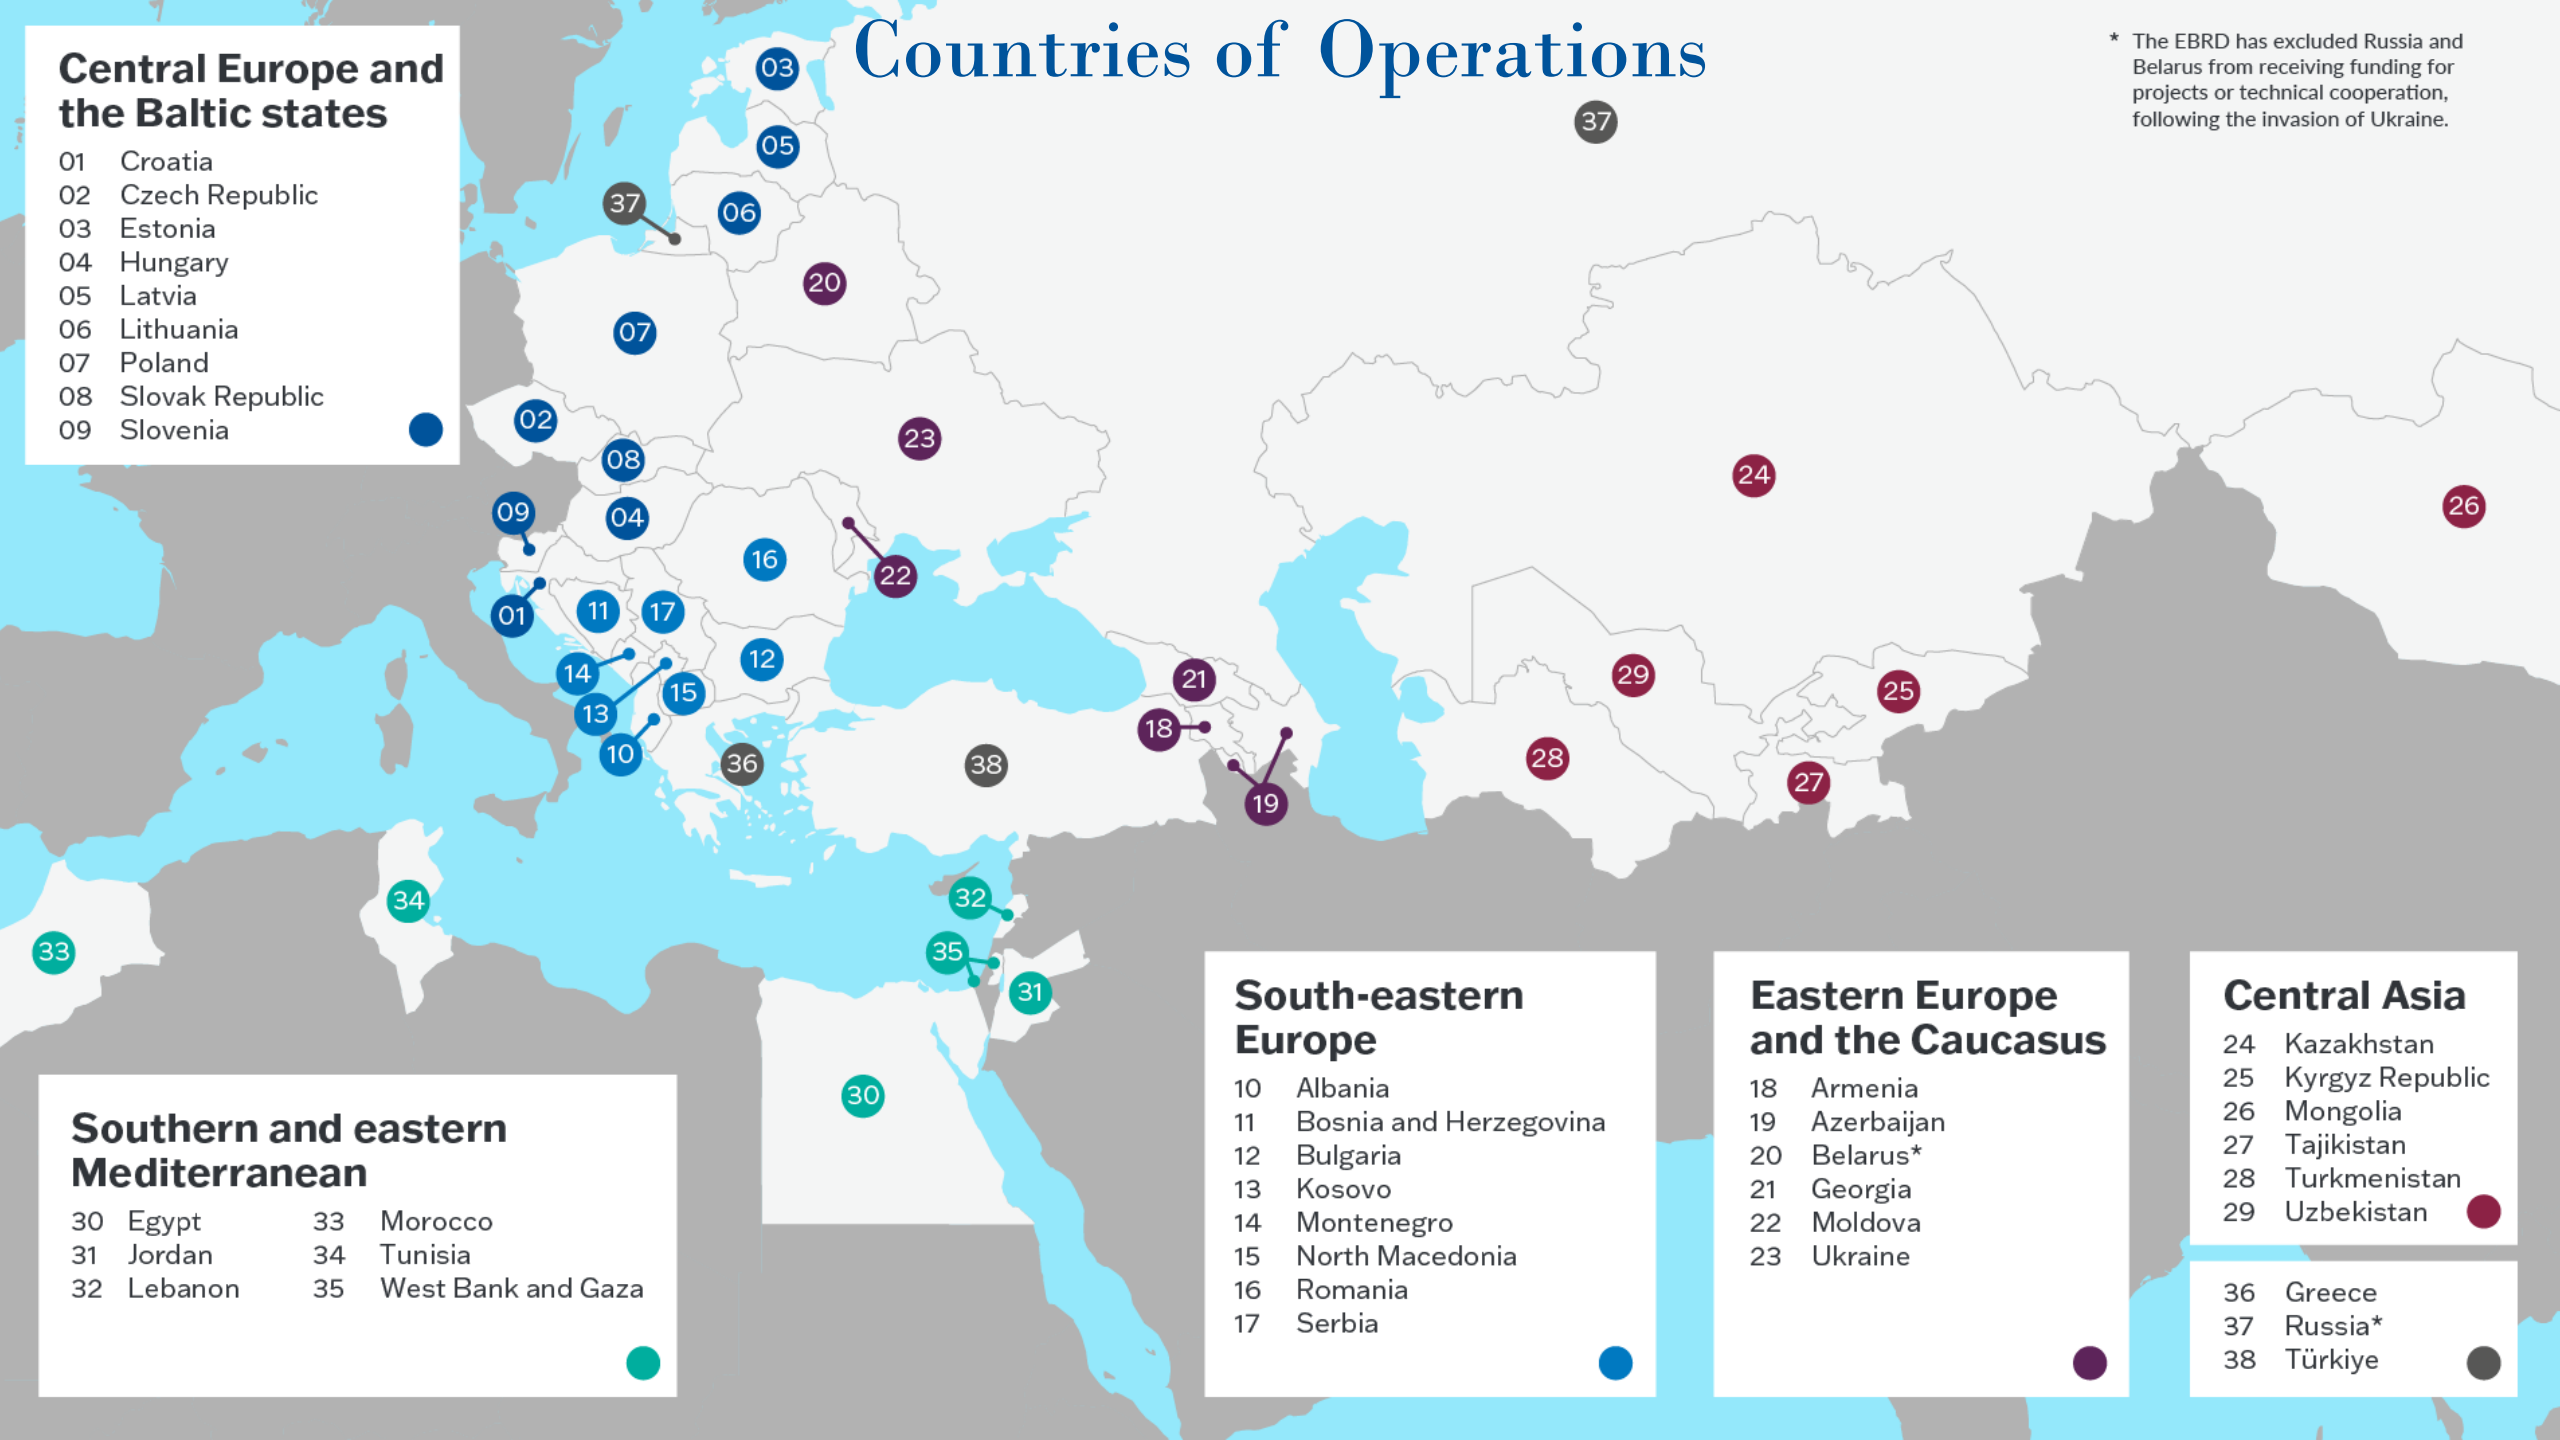 Countries of Operations
* The EBRD has excluded Russia and
Belarus from receiving funding for
projects or technical cooperation,
following the invasion of Ukraine.
Central Europe and
the Baltic states
01 Croatia
02 Czech Republic
03 Estonia
04 Hungary
05 Latvia
06 Lithuania
07 Poland
08 Slovak Republic
09 Slovenia
03
37
05
37
06
20
07
02
23
08
24
26
09
04
16
22
01
11
17
12
14
29
21
25
15
13
18
10
28
36
38
27
19
32
34
33
35
31
30
Southern and eastern
Mediterranean
30 Egypt
31 Jordan
32 Lebanon
33 Morocco
34 Tunisia
35 West Bank and Gaza
South-eastern
Europe
10 Albania
11 Bosnia and Herzegovina
12 Bulgaria
13 Kosovo
14 Montenegro
15 North Macedonia
16 Romania
17 Serbia
Eastern Europe
and the Caucasus
18 Armenia
19 Azerbaijan
20 Belarus*
21 Georgia
22 Moldova
23 Ukraine
Central Asia
24 Kazakhstan
25 Kyrgyz Republic
26 Mongolia
27 Tajikistan
28 Turkmenistan
29 Uzbekistan
36 Greece
37 Russia*
38 Türkiye